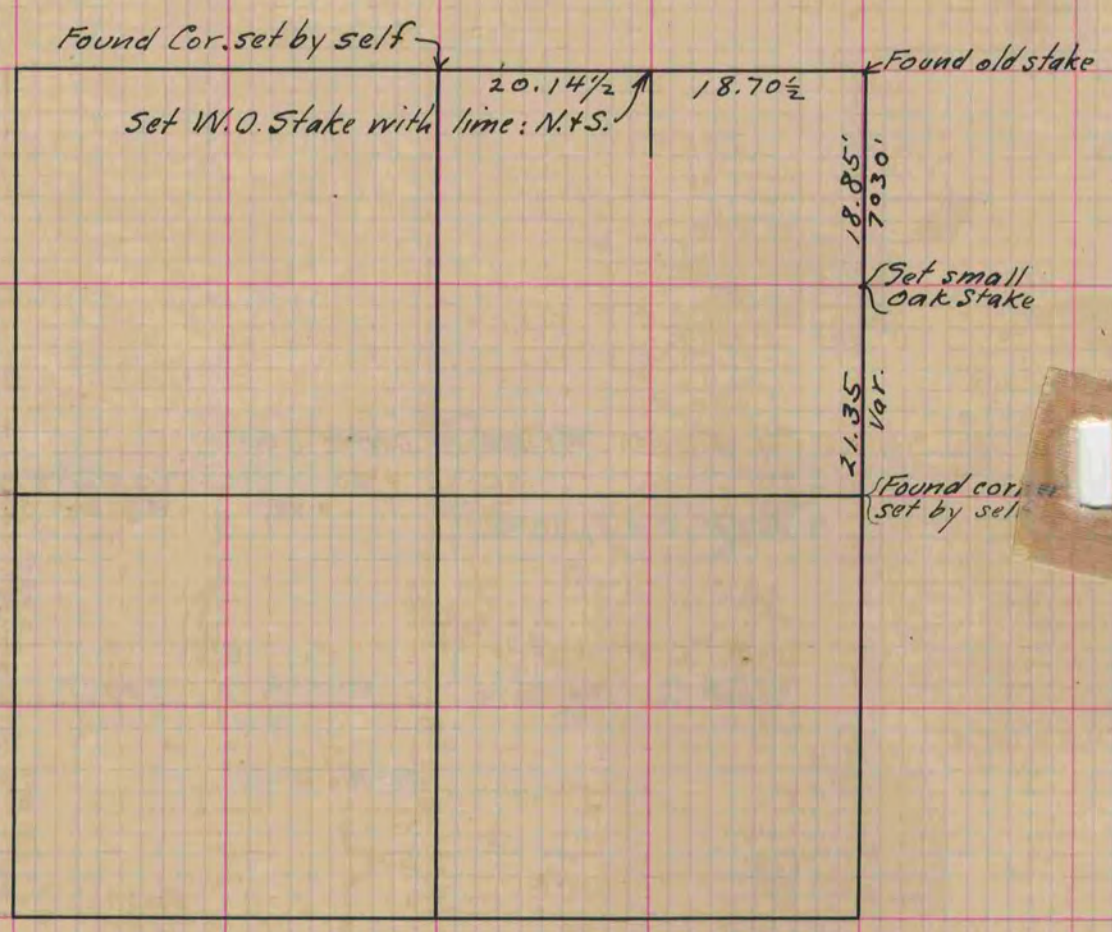 Found Cor. set by self
Found old stake
20.14½
18.70½
Set W.O. Stake with lime: N.+S.
18.85'
7°30'
Set small
Oak Stake
21.35
Var.
Found corner
set by self